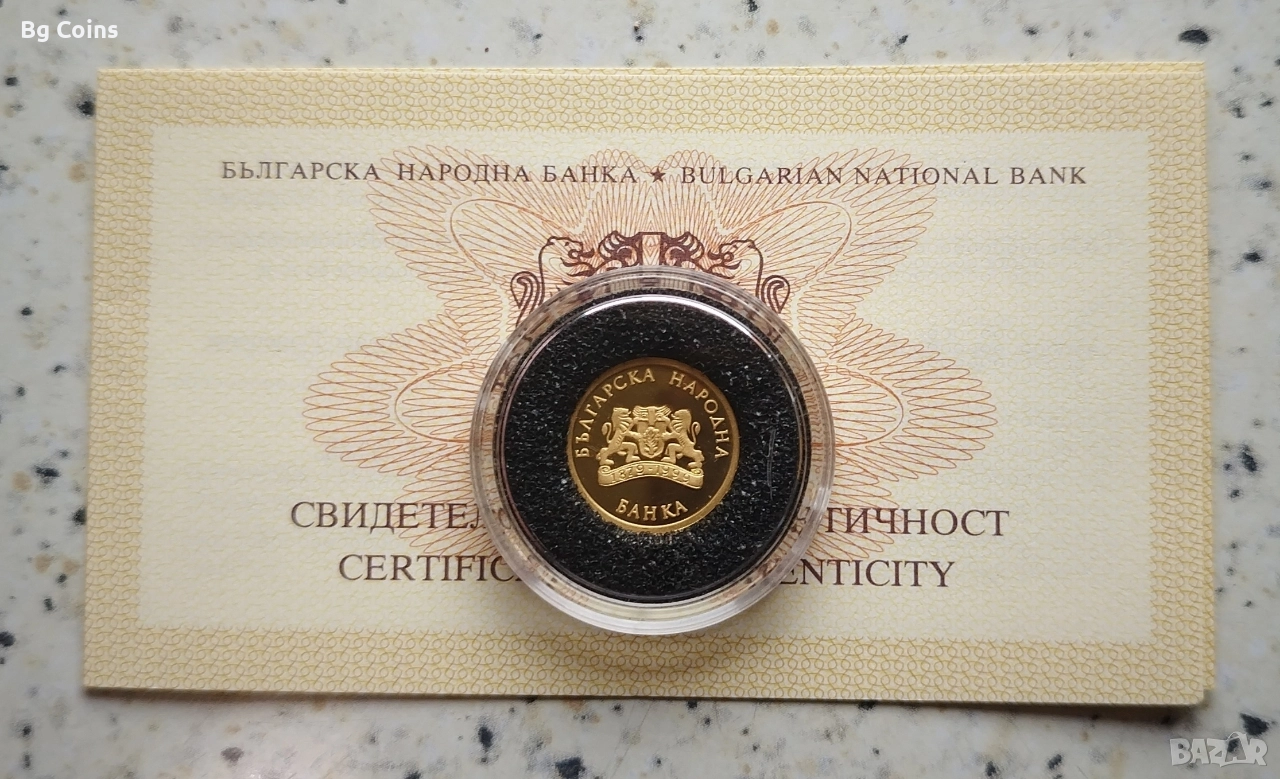 Bg Coins
БЪЛГАРСКА НАРОДНА БАНКА ★ BULGARIAN NATIONAL BANK
БЪЛГАРСКА НАРОДНА
1879-1999
БАНКА
СВИДЕТЕЛ ТИЧНОСТ
CERTIFIC ENTICITY
BAZAR